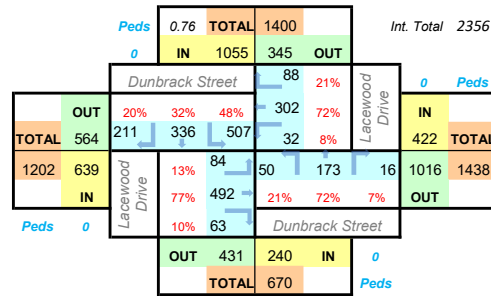 Peds 0.76 TOTAL 1400 Int. Total 2356
0 IN 1055 345 OUT
Dunbrack Street 88 21% Lacewood Drive 0 Peds
OUT 20% 32% 48% 302 72% IN
TOTAL 564 211 336 507 32 8% 422 TOTAL
1202 639 Lacewood Drive 13% 84 50 173 16 1016 1438
IN 77% 492 21% 72% 7% OUT
Peds 0 10% 63 Dunbrack Street
OUT 431 240 IN 0
TOTAL 670 Peds